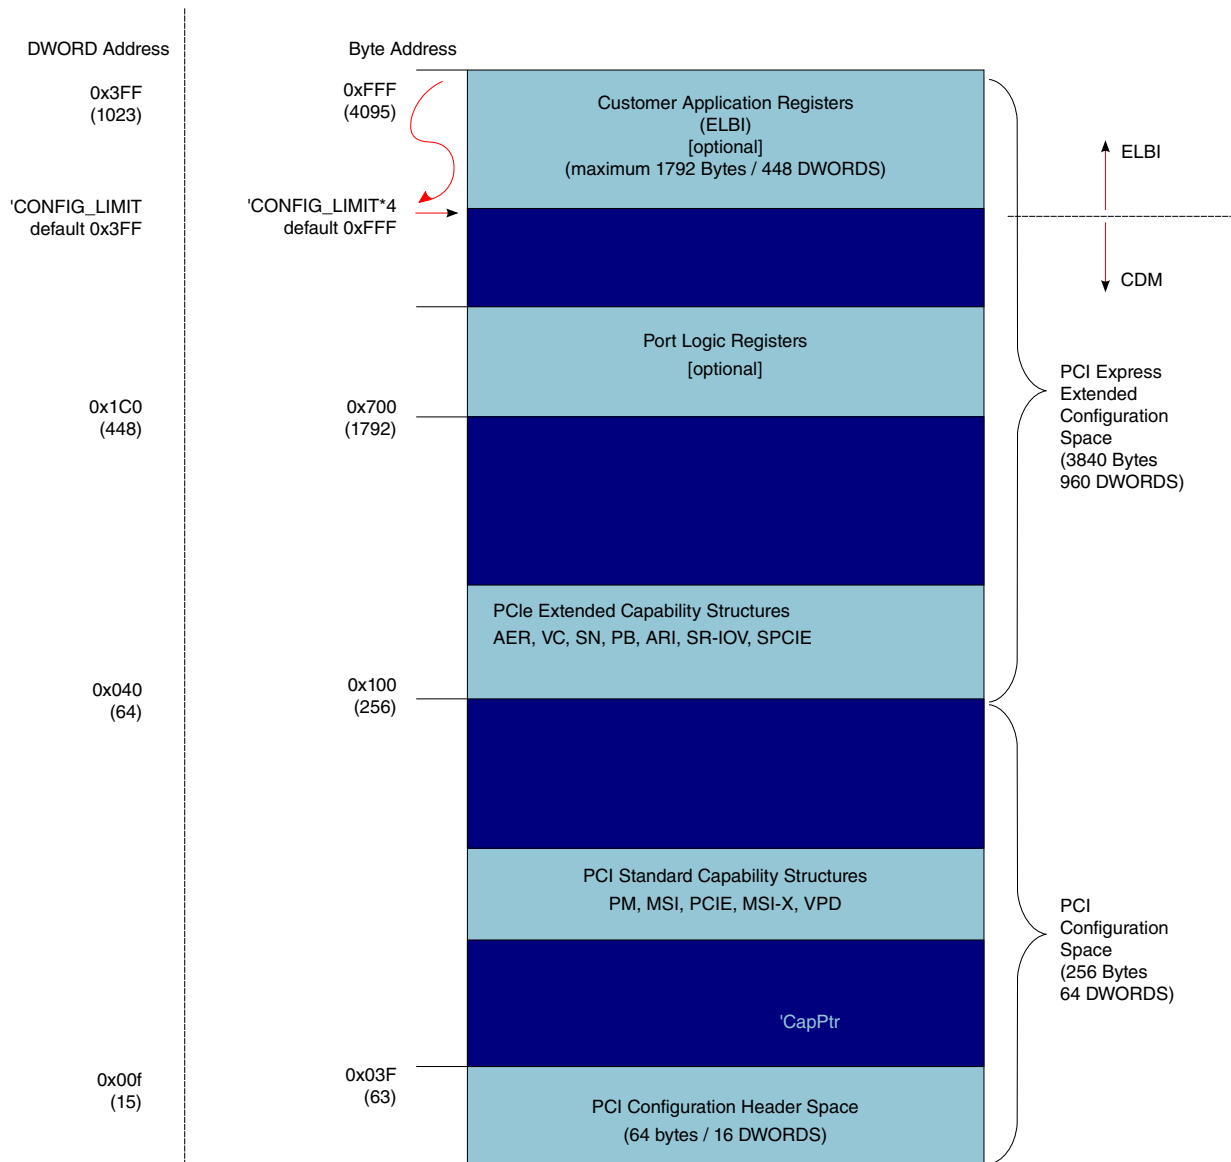 DWORD Address
Byte Address
0x3FF
(1023)
0xFFF
(4095)
Customer Application Registers
(ELBI)
[optional]
(maximum 1792 Bytes / 448 DWORDS)
ELBI
'CONFIG_LIMIT
default 0x3FF
'CONFIG_LIMIT*4
default 0xFFF
CDM
Port Logic Registers
[optional]
PCI Express
Extended
Configuration
Space
(3840 Bytes
960 DWORDS)
0x1C0
(448)
0x700
(1792)
PCIe Extended Capability Structures
AER, VC, SN, PB, ARI, SR-IOV, SPCIE
0x040
(64)
0x100
(256)
PCI Standard Capability Structures
PM, MSI, PCIE, MSI-X, VPD
PCI
Configuration
Space
(256 Bytes
64 DWORDS)
'CapPtr
0x00f
(15)
0x03F
(63)
PCI Configuration Header Space
(64 bytes / 16 DWORDS)